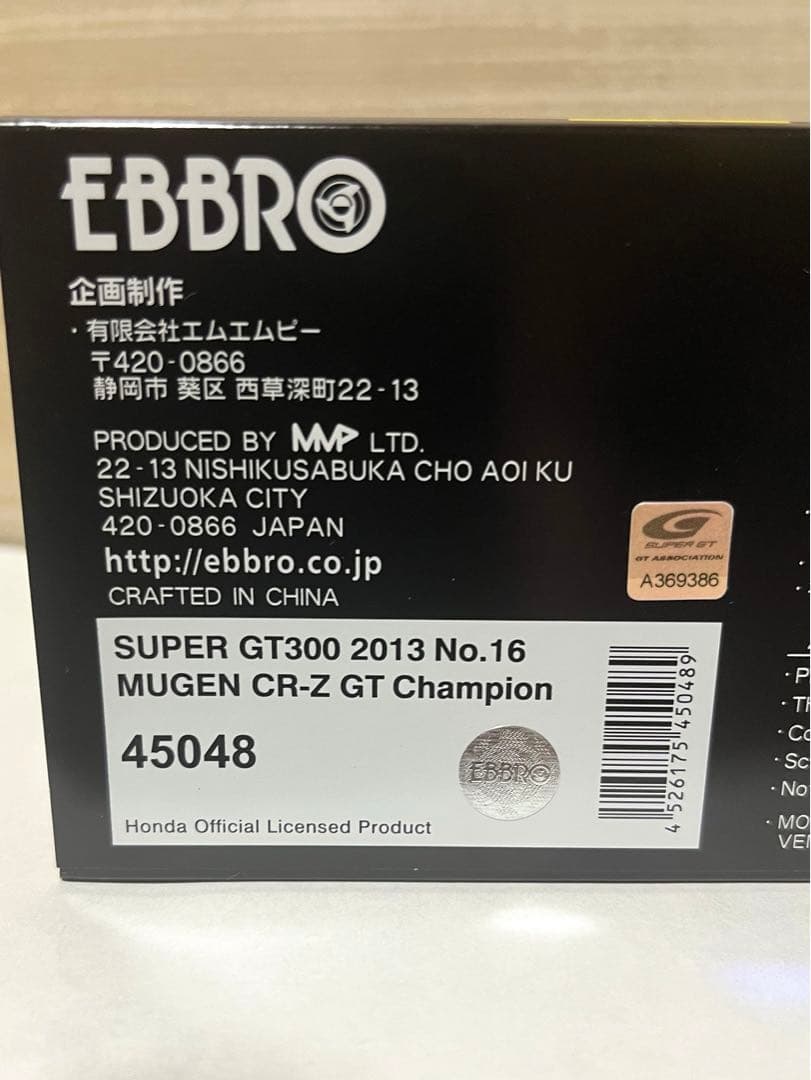 EBBRO
企画制作
・有限会社エムエムピー
〒420-0866
静岡市 葵区 西草深町22-13
PRODUCED BY MMP LTD.
22-13 NISHIKUSABUKA CHO AOI KU
SHIZUOKA CITY
420-0866 JAPAN
http://ebbro.co.jp
CRAFTED IN CHINA
SUPER GT
GT ASSOCIATION
A369386
SUPER GT300 2013 No.16
MUGEN CR-Z GT Champion
45048
EBBRO
Honda Official Licensed Product
4 526175 450489